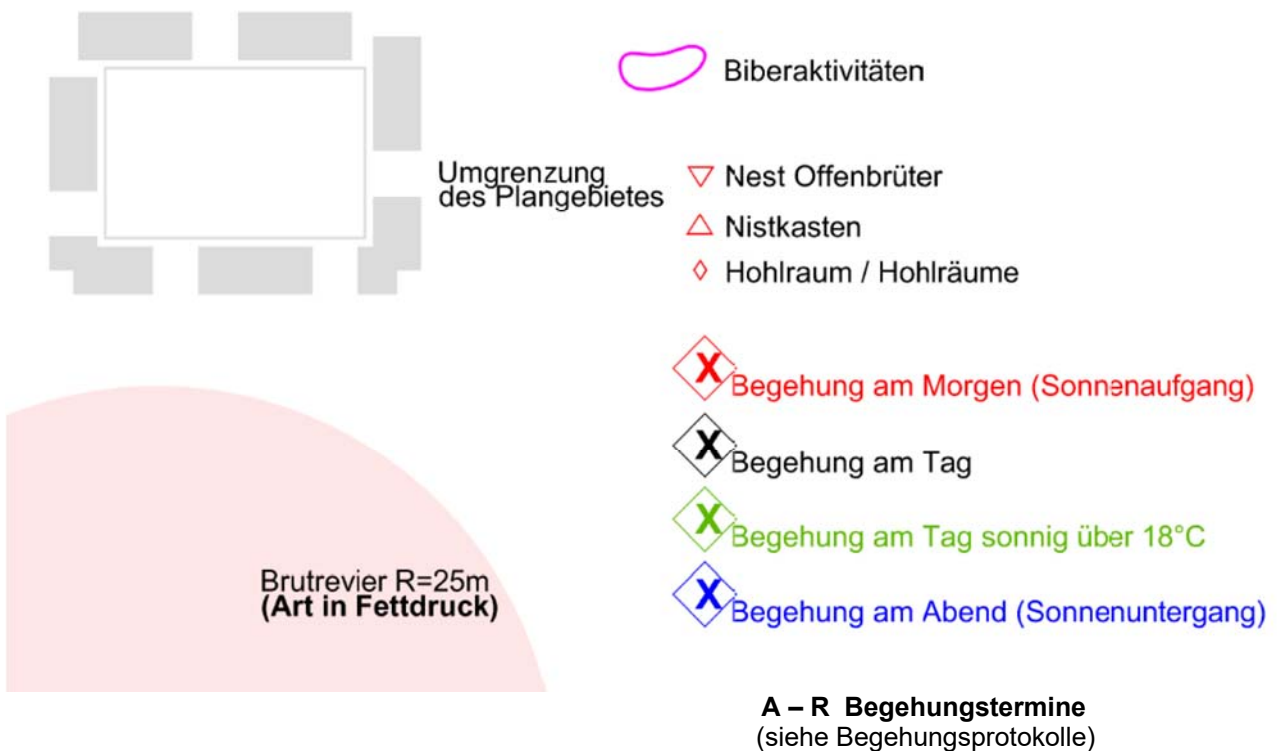 Biberaktivitäten
Umgrenzung
des Plangebietes
Nest Offenbrüter
Nistkasten
Hohlraum / Hohlräume
X Begehung am Morgen (Sonnenaufgang)
X Begehung am Tag
X Begehung am Tag sonnig über 18°C
X Begehung am Abend (Sonnenuntergang)
Brutrevier R=25m
(Art in Fettdruck)
A – R Begehungstermine
(siehe Begehungsprotokolle)